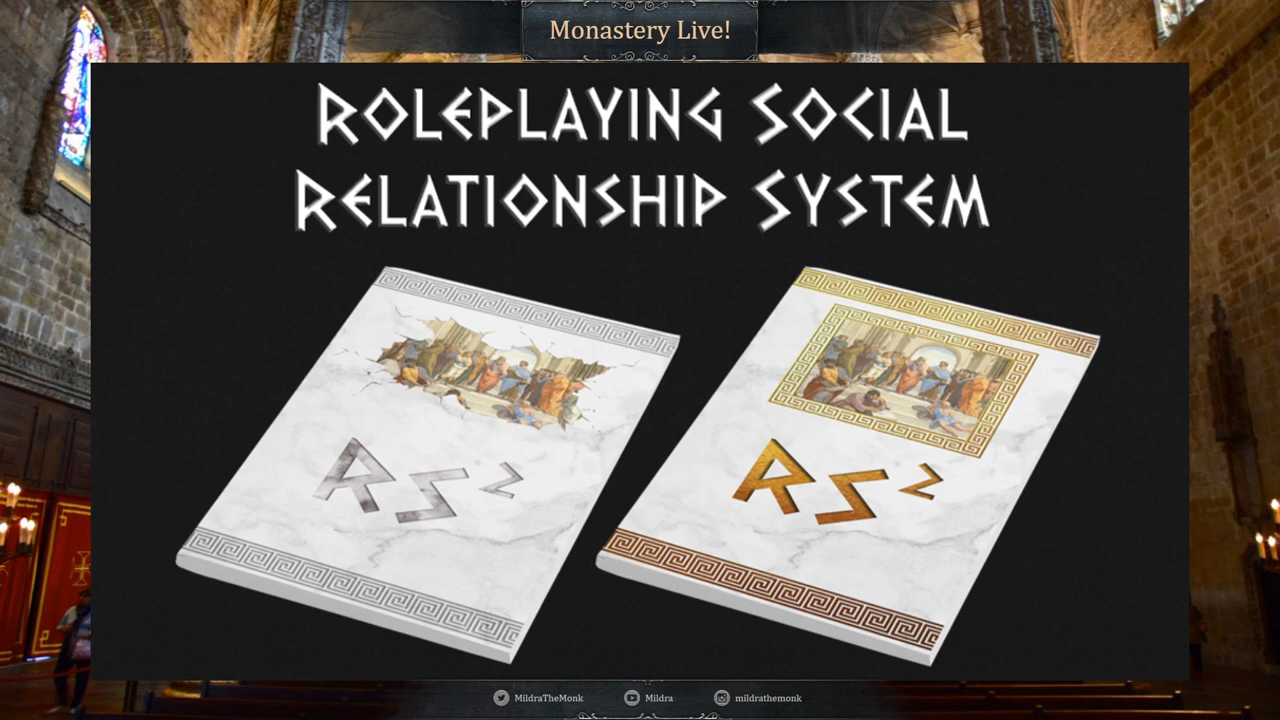 Monastery Live!
Roleplaying Social
Relationship System
RS²
RS²
MildraTheMonk
Mildra
mildrathemonk